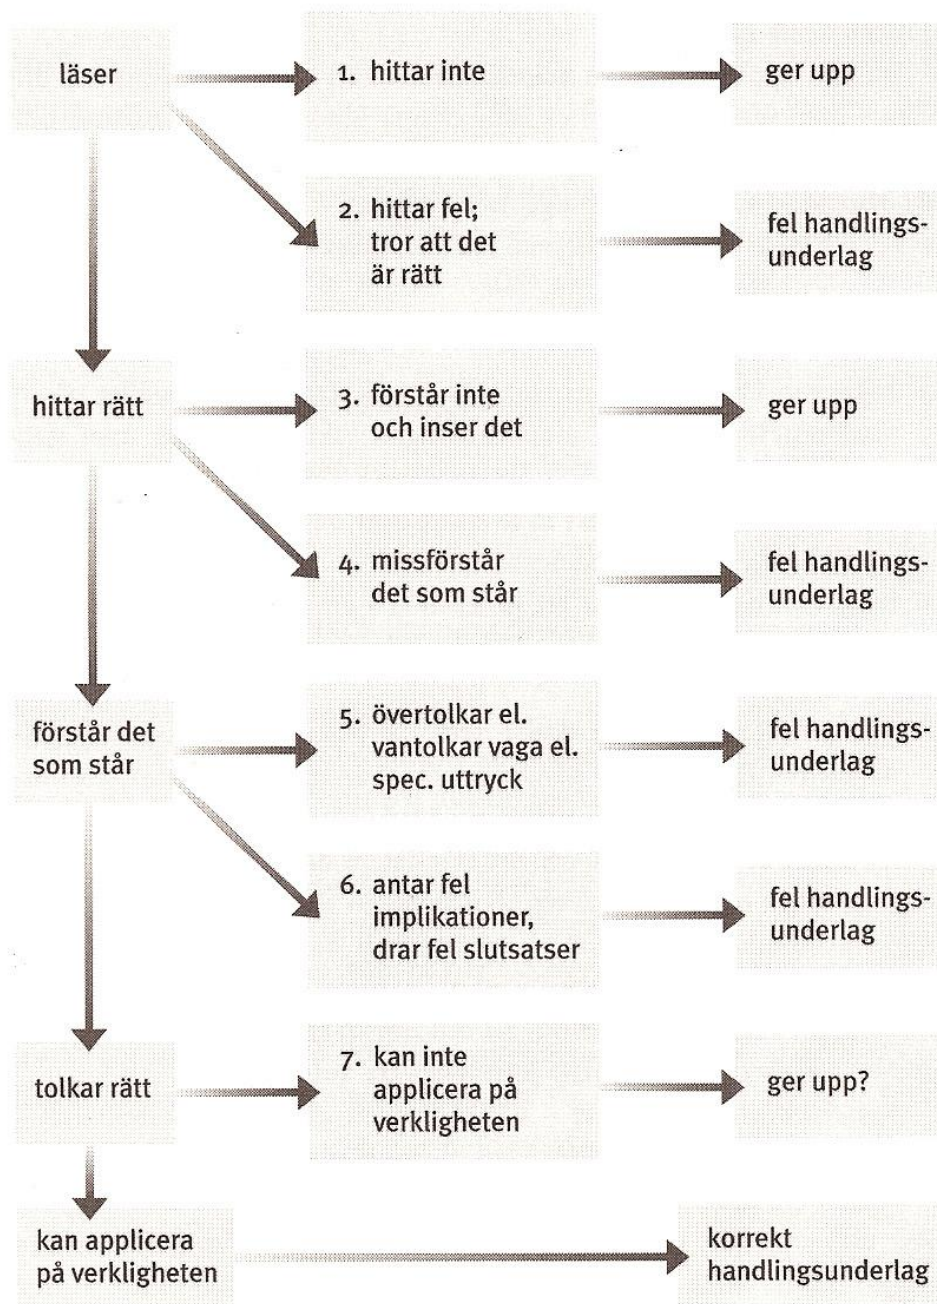 läser
1. hittar inte
ger upp
2. hittar fel;
tror att det
är rätt
fel handlings-
underlag
hittar rätt
3. förstår inte
och inser det
ger upp
4. missförstår
det som står
fel handlings-
underlag
förstår det
som står
5. övertolkar el.
vantolkar vaga el.
spec. uttryck
fel handlings-
underlag
6. antar fel
implikationer,
drar fel slutsatser
fel handlings-
underlag
tolkar rätt
7. kan inte
applicera på
verkligheten
ger upp?
kan applicera
på verkligheten
korrekt
handlingsunderlag